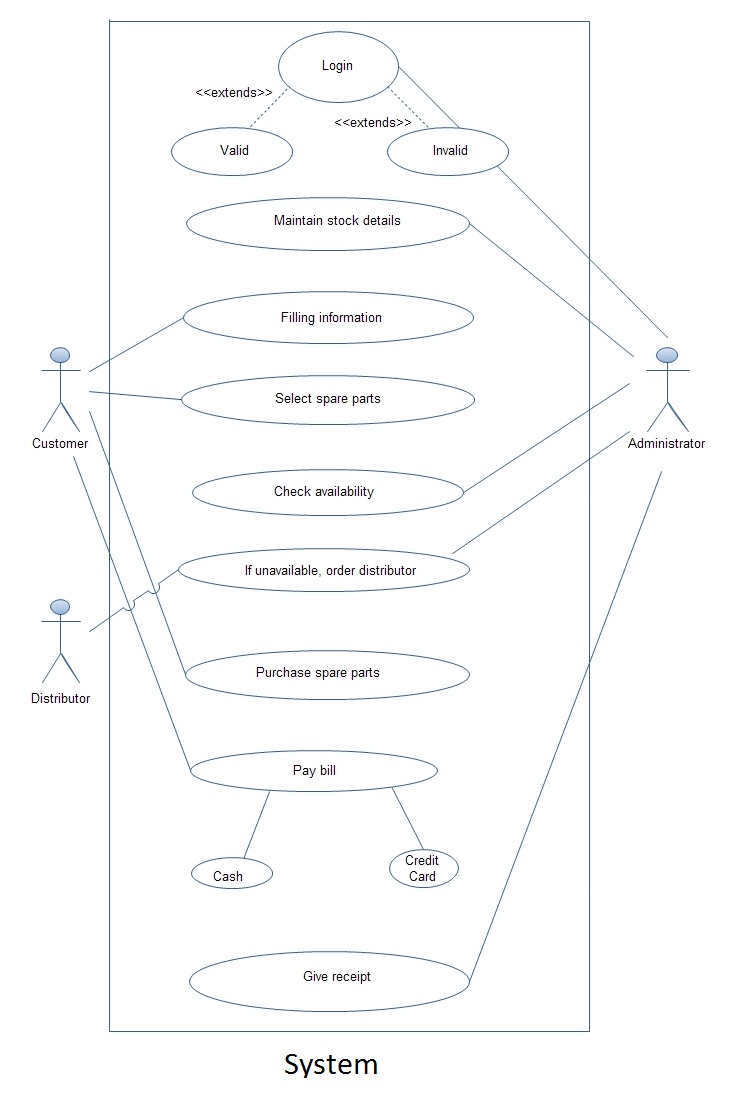 Login
<<extends>>
<<extends>>
Valid
Invalid
Maintain stock details
Filling information
Select spare parts
Customer
Administrator
Check availability
If unavailable, order distributor
Purchase spare parts
Distributor
Pay bill
Cash
Credit
Card
Give receipt
System